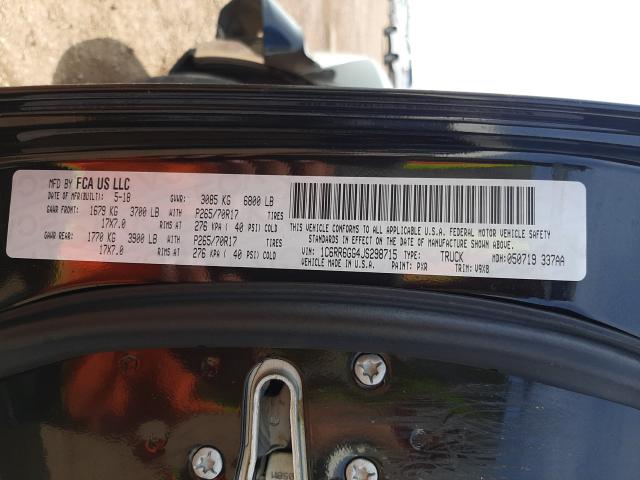 MFD BY FCA US LLC
DATE OF MFR(BUILT): 5-18 GVWR: 3085 KG 6800 LB
GAWR FRONT: 1679 KG 3700 LB WITH P265/70R17 TIRES
17X7.0 RIMS AT 276 KPA ( 40 PSI) COLD
GAWR REAR: 1770 KG 3900 LB WITH P265/70R17 TIRES
17X7.0 RIMS AT 276 KPA ( 40 PSI) COLD
THIS VEHICLE CONFORMS TO ALL APPLICABLE U.S.A. FEDERAL MOTOR VEHICLE SAFETY
STANDARDS IN EFFECT ON THE DATE OF MANUFACTURE SHOWN ABOVE.
VIN: 1C6RR6GG4JS298715 TYPE: TRUCK MDH: 050719 337AA
MADE IN U.S.A. PAINT: PXR TRIM: V9X8